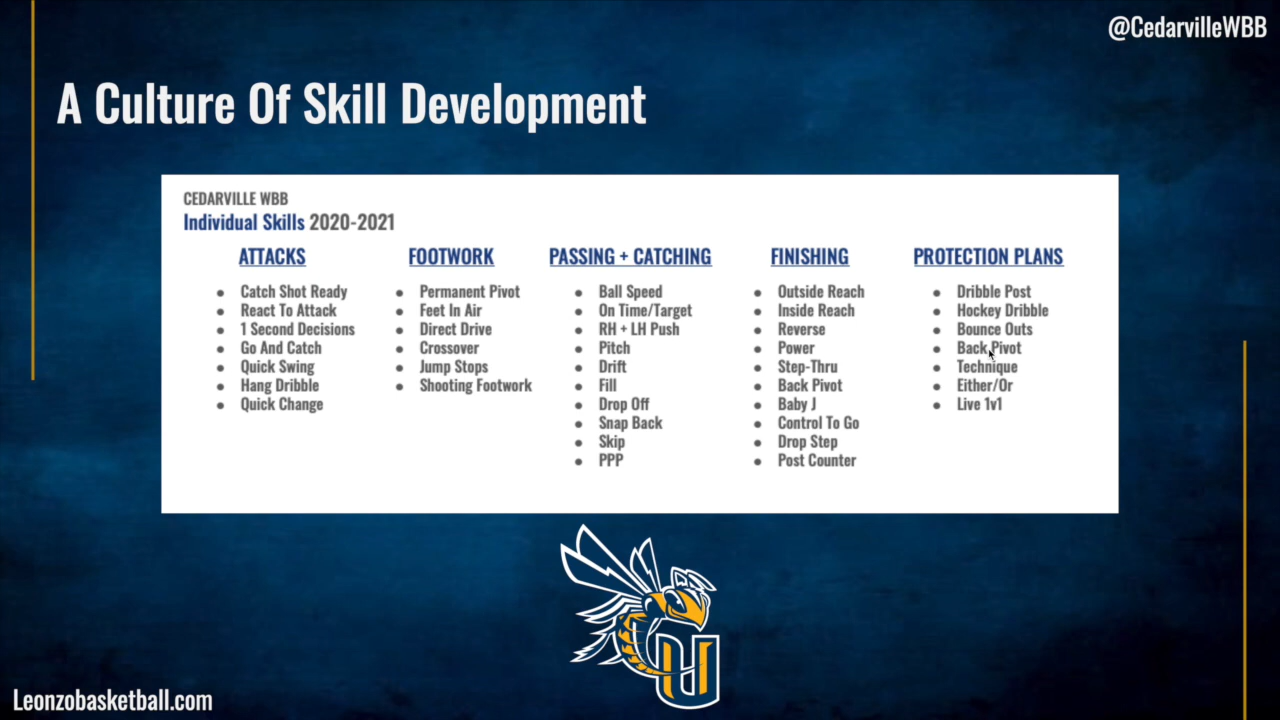 @CedarvilleWBB
A Culture Of Skill Development
CEDARVILLE WBB
Individual Skills 2020-2021
ATTACKS
Catch Shot Ready
React To Attack
1 Second Decisions
Go And Catch
Quick Swing
Hang Dribble
Quick Change
FOOTWORK
Permanent Pivot
Feet In Air
Direct Drive
Crossover
Jump Stops
Shooting Footwork
PASSING + CATCHING
Ball Speed
On Time/Target
RH + LH Push
Pitch
Drift
Fill
Drop Off
Snap Back
Skip
PPP
FINISHING
Outside Reach
Inside Reach
Reverse
Power
Step-Thru
Back Pivot
Baby J
Control To Go
Drop Step
Post Counter
PROTECTION PLANS
Dribble Post
Hockey Dribble
Bounce Outs
Back Pivot
Technique
Either/Or
Live 1v1
U
Leonzobasketball.com